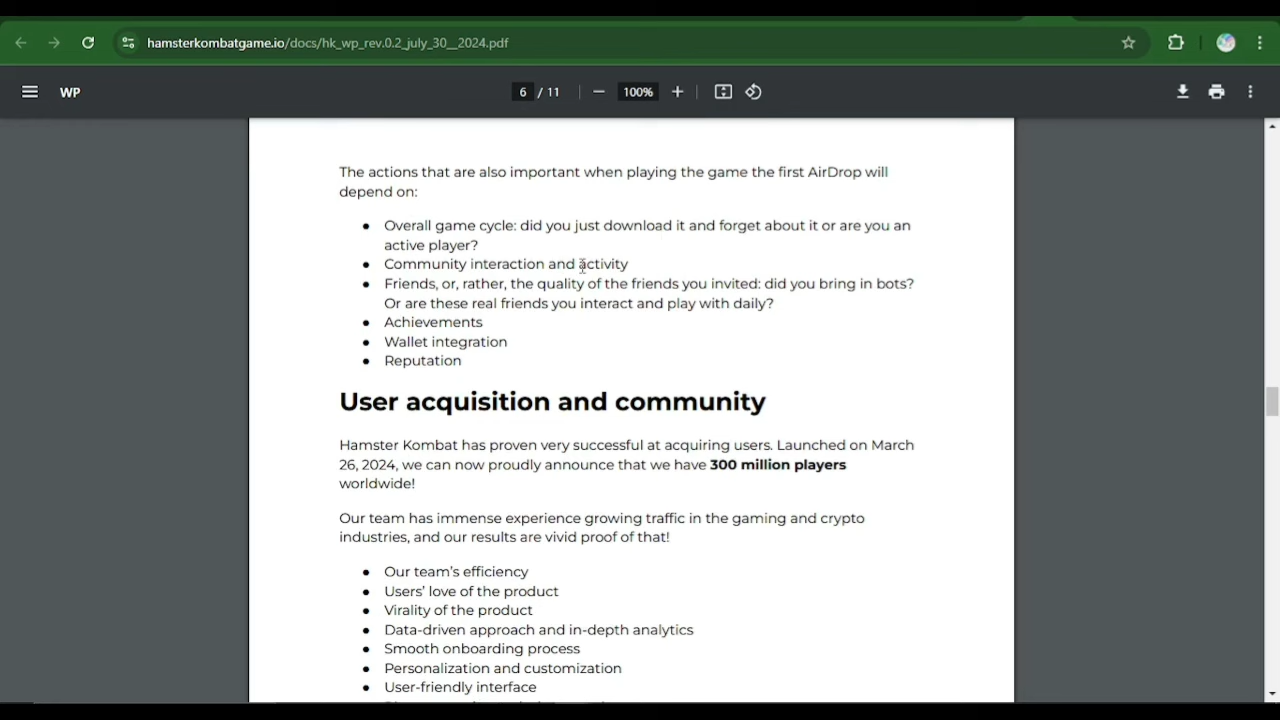 hamsterkombatgame.io/docs/hk_wp_rev.0.2_july_30__2024.pdf
WP
6 / 11
100%
The actions that are also important when playing the game the first AirDrop will
depend on:
● Overall game cycle: did you just download it and forget about it or are you an
active player?
● Community interaction and activity
● Friends, or, rather, the quality of the friends you invited: did you bring in bots?
Or are these real friends you interact and play with daily?
● Achievements
● Wallet integration
● Reputation
User acquisition and community
Hamster Kombat has proven very successful at acquiring users. Launched on March
26, 2024, we can now proudly announce that we have 300 million players
worldwide!
Our team has immense experience growing traffic in the gaming and crypto
industries, and our results are vivid proof of that!
● Our team’s efficiency
● Users’ love of the product
● Virality of the product
● Data-driven approach and in-depth analytics
● Smooth onboarding process
● Personalization and customization
● User-friendly interface